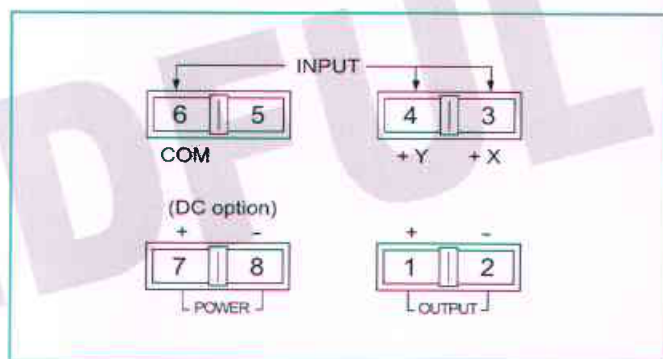 INPUT
6 5 4 3
COM + Y + X
(DC option)
+ - + -
7 8 1 2
POWER OUTPUT